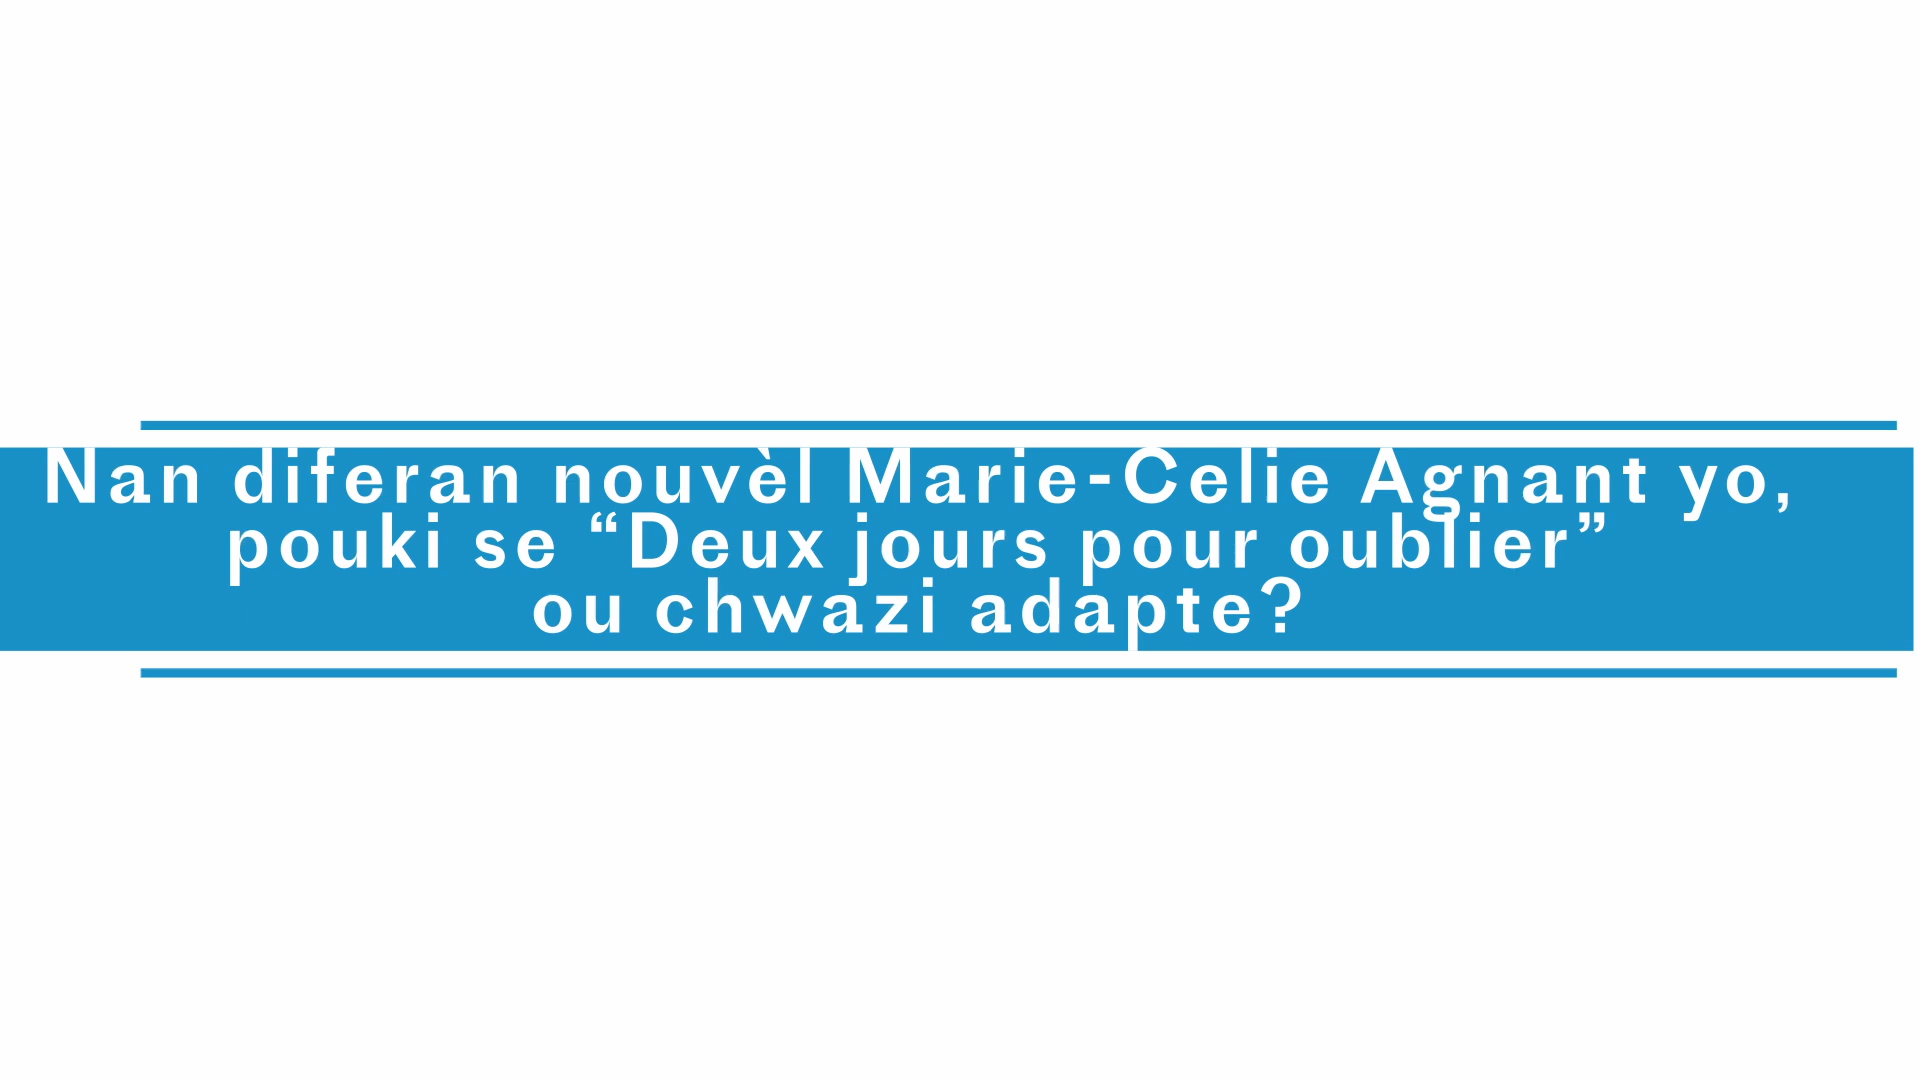 Nan diferan nouvèl Marie-Celie Agnant yo,
pouki se “Deux jours pour oublier”
ou chwazi adapte?